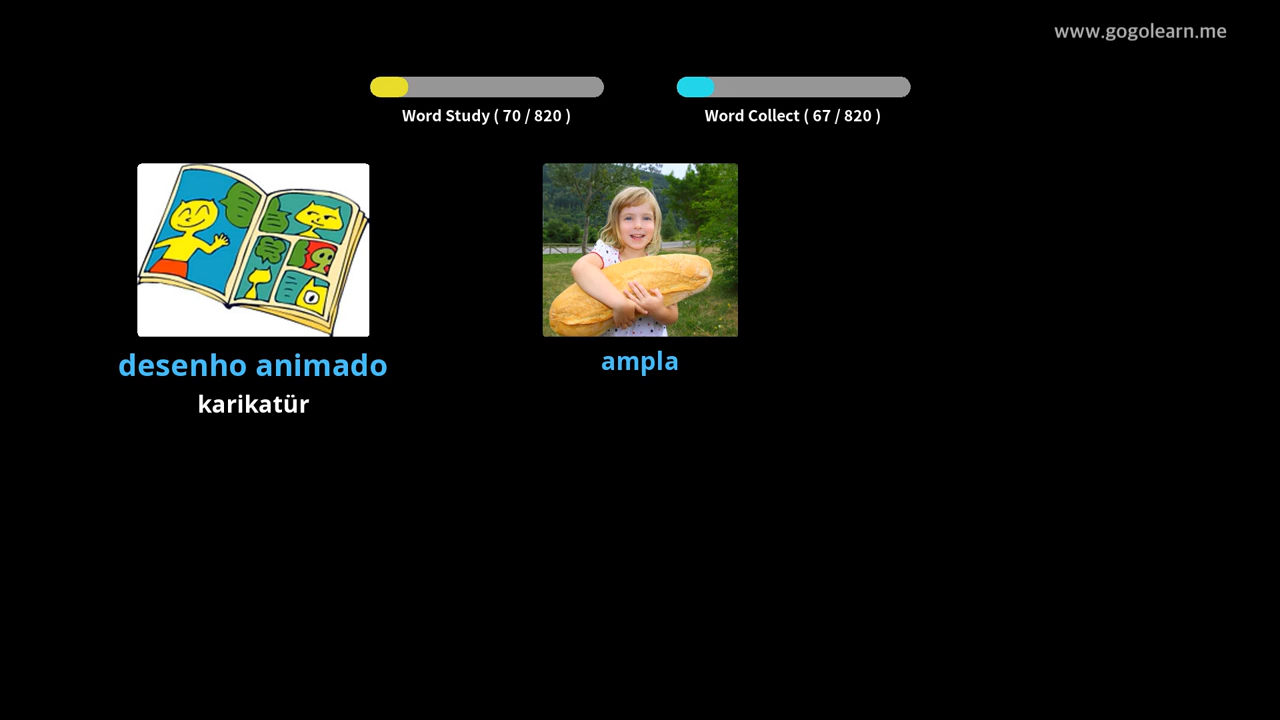 www.gogolearn.me
Word Study ( 70 / 820 )
Word Collect ( 67 / 820 )
desenho animado
karikatür
ampla